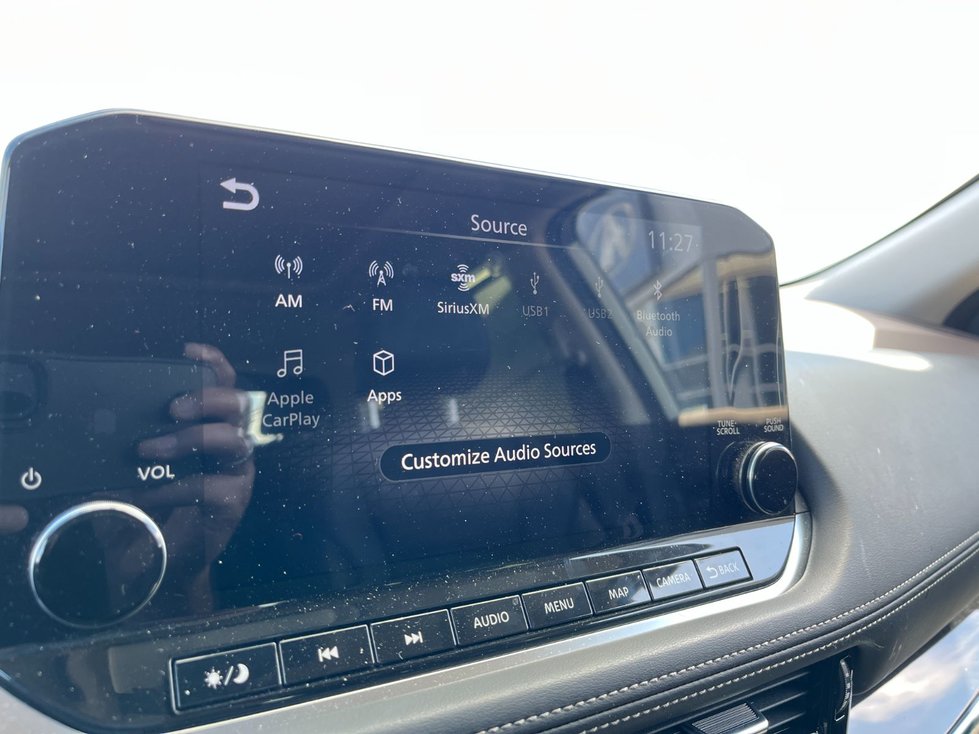 Source
11:27
AM
FM
sxm
SiriusXM
USB1
USB2
Bluetooth
Audio
Apple
CarPlay
Apps
Customize Audio Sources
VOL
TUNE·
SCROLL
PUSH
SOUND
AUDIO
MENU
MAP
CAMERA
BACK